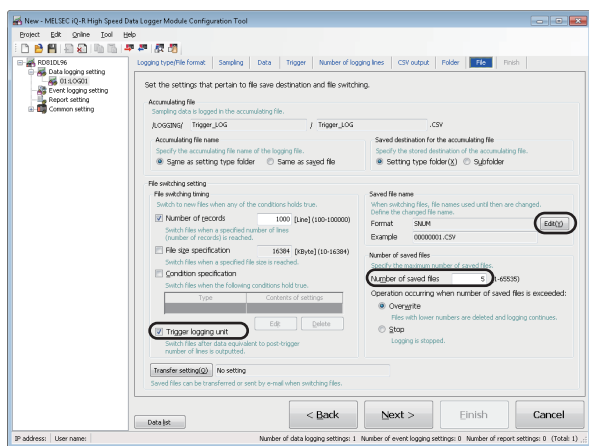 New - MELSEC iQ-R High Speed Data Logger Module Configuration Tool
Project Edit Online Tool Help
RD81DL96
Data logging setting
01:LOG01
Event logging setting
Report setting
Common setting
Logging type/File format Sampling Data Trigger Number of logging lines CSV output Folder File Finish
Set the settings that pertain to file save destination and file switching.
Accumulating file
Sampling data is logged in the accumulating file.
/LOGGING/ Trigger_LOG / Trigger_LOG .CSV
Accumulating file name
Specify the accumulating file name of the logging file.
Same as setting type folder Same as saved file
Saved destination for the accumulating file
Specify the stored destination of the accumulating file.
Setting type folder(X) Subfolder
File switching setting
File switching timing
Switch to new files when any of the conditions holds true.
Number of records 1000 [Line] (100-100000)
Switch files when a specified number of lines
(number of records) is reached.
File size specification 16384 [KByte] (10-16384)
Switch files when a specified file size is reached.
Condition specification
Switch files when the following conditions hold true.
Type Contents of settings
Edit Delete
Trigger logging unit
Switch files after data equivalent to post-trigger
number of lines is outputted.
Saved file name
When switching files, file names used until then are changed.
Define the changed file name.
Format SNUM Edit(Y)
Example 00000001.CSV
Number of saved files
Specify the maximum number of saved files.
Number of saved files 5 (1-65535)
Operation occurring when number of saved files is exceeded:
Overwrite
Files with lower numbers are deleted and logging continues.
Stop
Logging is stopped.
Transfer setting(Q) No setting
Saved files can be transferred or sent by e-mail when switching files.
Data list < Back Next > Finish Cancel
IP address: User name: Number of data logging settings: 1 Number of event logging settings: 0 Number of report settings: 0 (Total: 1)